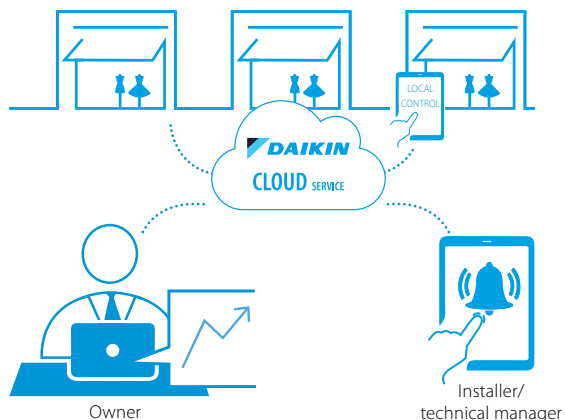 LOCAL
CONTROL
DAIKIN
CLOUD SERVICE
Owner
Installer/
technical manager